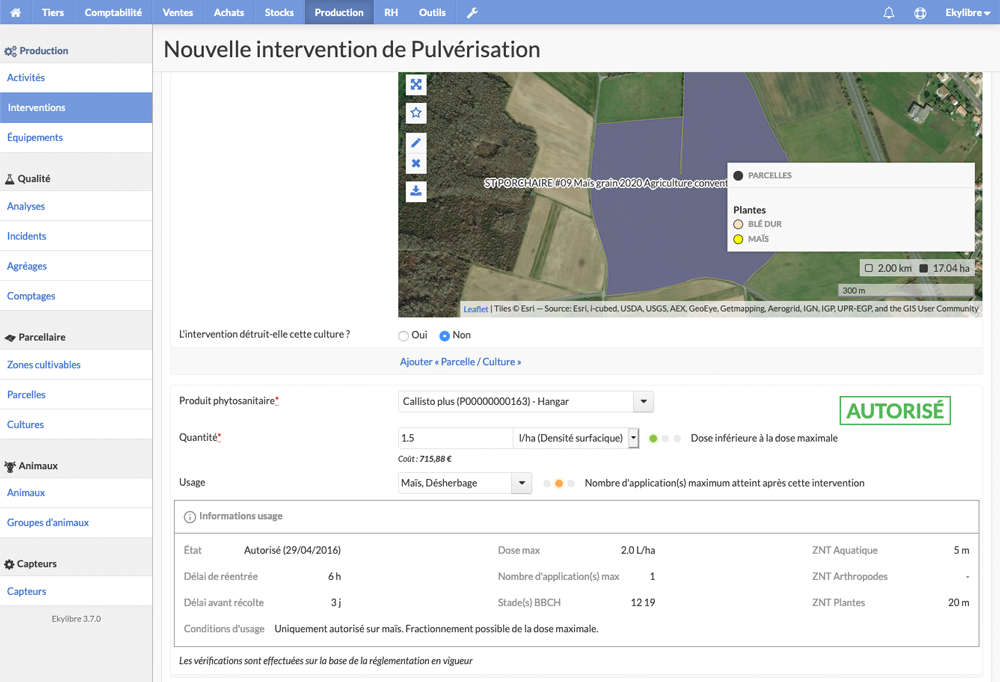 Tiers Comptabilité Ventes Achats Stocks Production RH Outils Ekylibre
Production
Activités
Interventions
Équipements
Qualité
Analyses
Incidents
Agréages
Comptages
Parcellaire
Zones cultivables
Parcelles
Cultures
Animaux
Animaux
Groupes d'animaux
Capteurs
Capteurs
Ekylibre 3.7.0
Nouvelle intervention de Pulvérisation
ST PORCHAIRE #09 Maïs grain 2020 Agriculture convent
PARCELLES
Plantes
BLÉ DUR
MAÏS
2.00 km 17.04 ha
300 m
Leaflet | Tiles © Esri — Source: Esri, i-cubed, USDA, USGS, AEX, GeoEye, Getmapping, Aerogrid, IGN, IGP, UPR-EGP, and the GIS User Community
L'intervention détruit-elle cette culture ? Oui Non
Ajouter « Parcelle / Culture »
Produit phytosanitaire* Callisto plus (P00000000163) - Hangar
AUTORISÉ
Quantité* 1.5 l/ha (Densité surfacique) Dose inférieure à la dose maximale
Coût : 715,88 €
Usage Maïs, Désherbage Nombre d'application(s) maximum atteint après cette intervention
Informations usage
État Autorisé (29/04/2016) Dose max 2.0 L/ha ZNT Aquatique 5 m
Délai de réentrée 6 h Nombre d'application(s) max 1 ZNT Arthropodes -
Délai avant récolte 3 j Stade(s) BBCH 12 19 ZNT Plantes 20 m
Conditions d'usage Uniquement autorisé sur maïs. Fractionnement possible de la dose maximale.
Les vérifications sont effectuées sur la base de la réglementation en vigueur